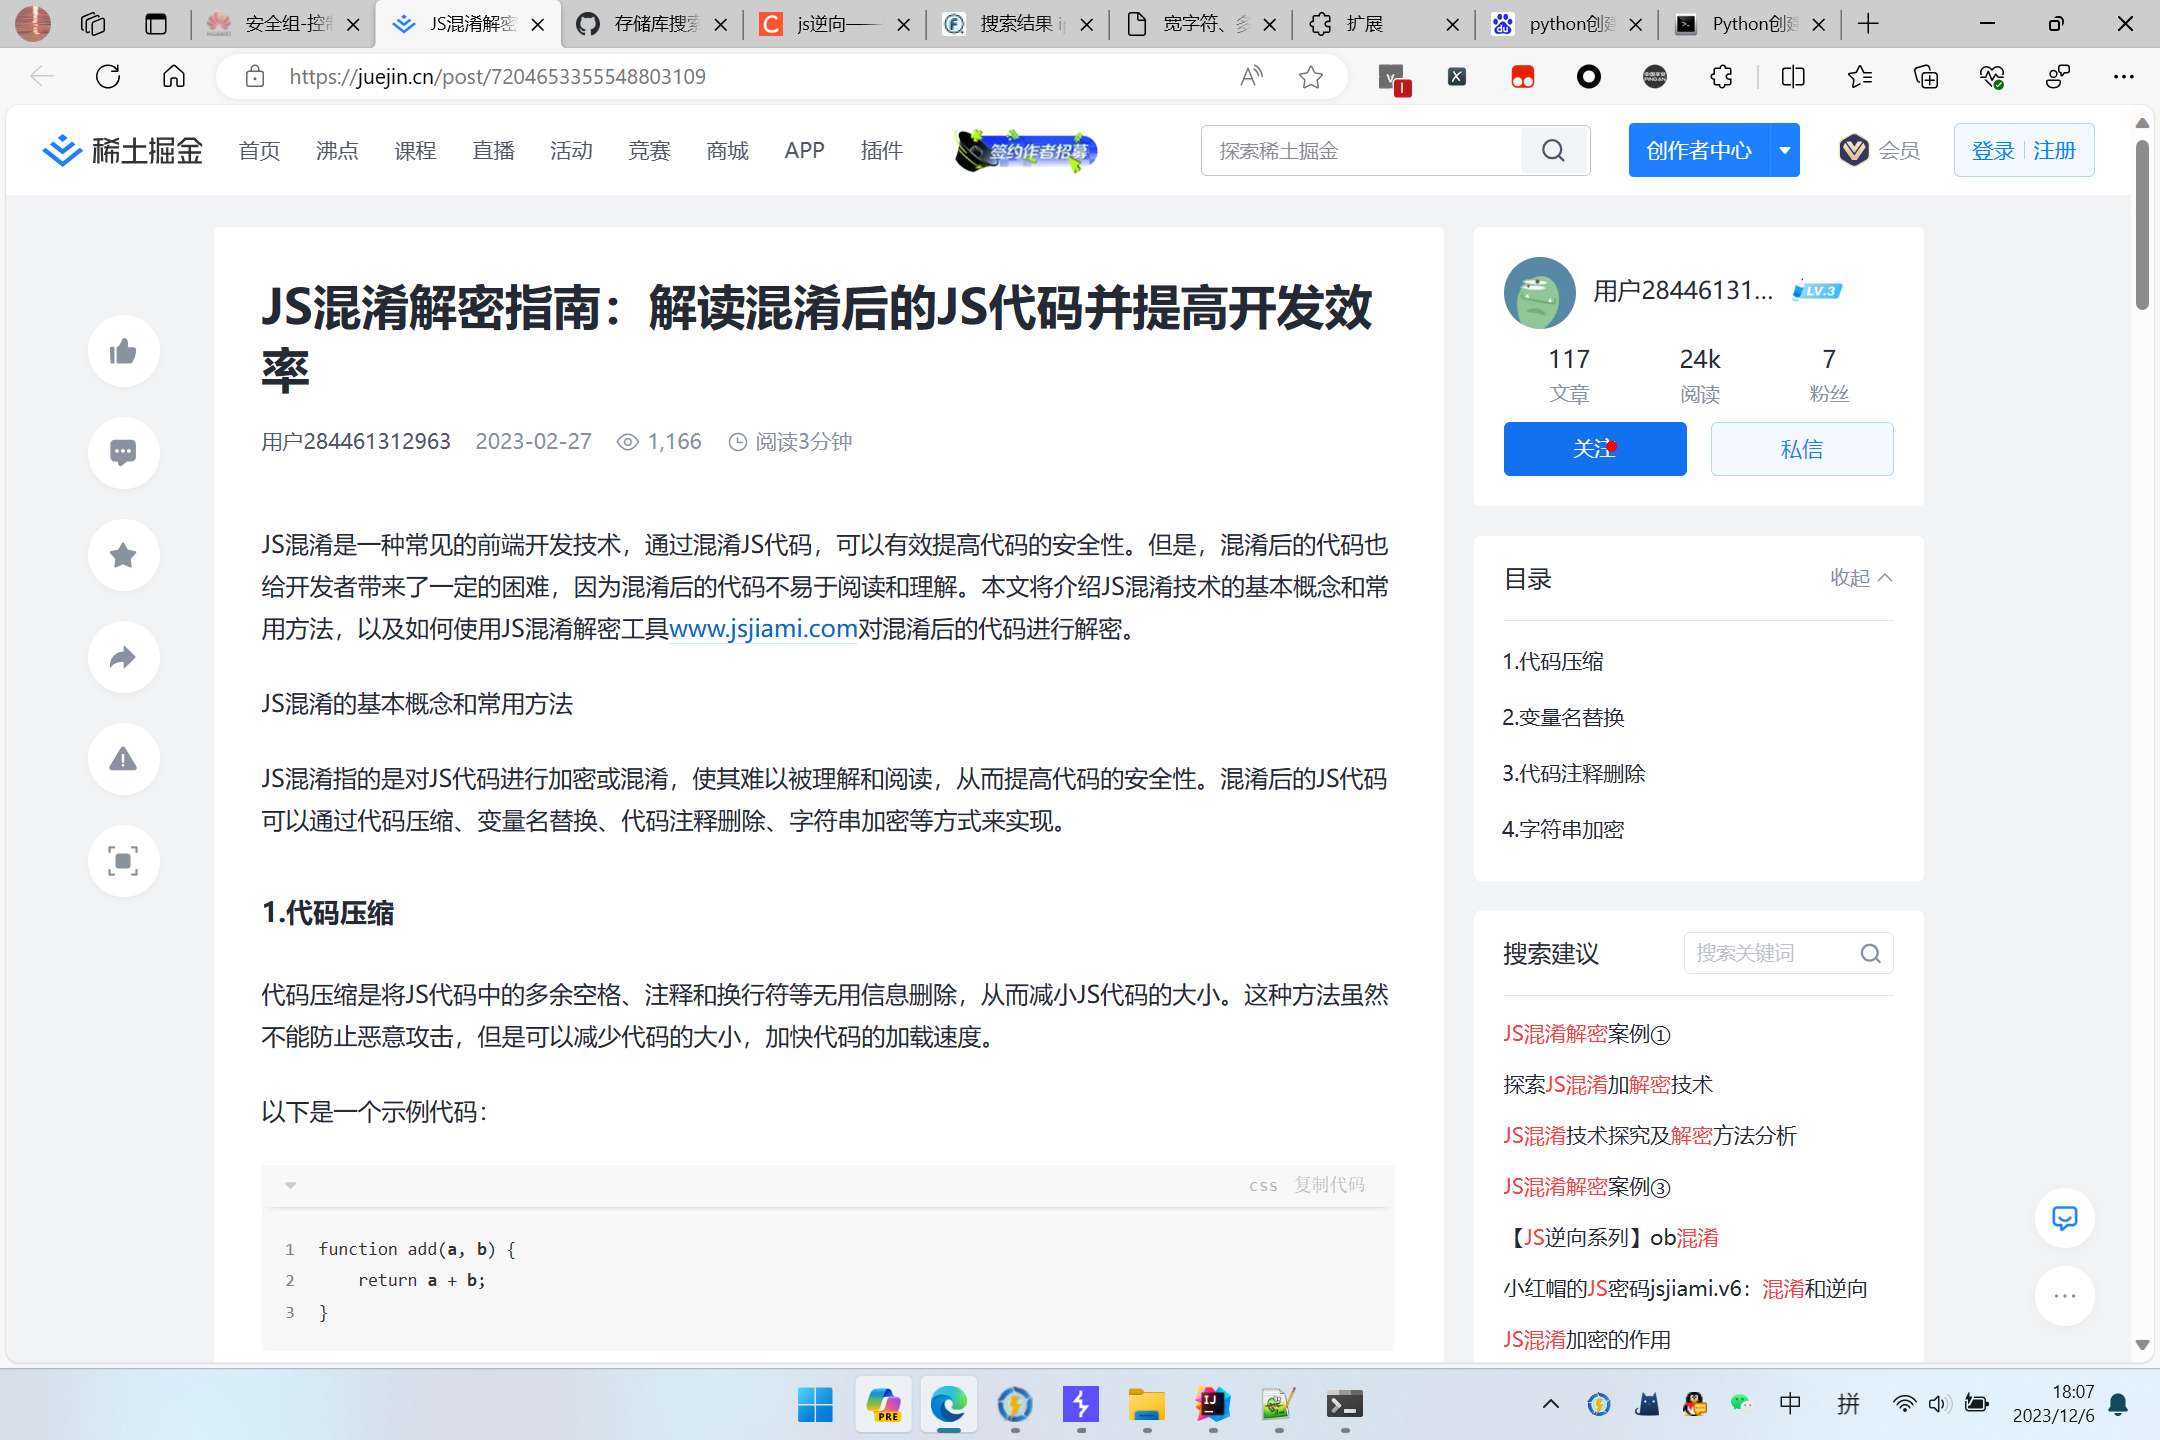 安全组-控制
JS混淆解密
存储库搜索
js逆向——
搜索结果 i
宽字符、多
扩展
python创建
Python创建
https://juejin.cn/post/7204653355548803109
稀土掘金
首页
沸点
课程
直播
活动
竞赛
商城
APP
插件
签约作者招募
探索稀土掘金
创作者中心
会员
登录
注册
JS混淆解密指南：解读混淆后的JS代码并提高开发效
率
用户284461312963 2023-02-27 1,166 阅读3分钟
JS混淆是一种常见的前端开发技术，通过混淆JS代码，可以有效提高代码的安全性。但是，混淆后的代码也
给开发者带来了一定的困难，因为混淆后的代码不易于阅读和理解。本文将介绍JS混淆技术的基本概念和常
用方法，以及如何使用JS混淆解密工具www.jsjiami.com对混淆后的代码进行解密。
JS混淆的基本概念和常用方法
JS混淆指的是对JS代码进行加密或混淆，使其难以被理解和阅读，从而提高代码的安全性。混淆后的JS代码
可以通过代码压缩、变量名替换、代码注释删除、字符串加密等方式来实现。
1.代码压缩
代码压缩是将JS代码中的多余空格、注释和换行符等无用信息删除，从而减小JS代码的大小。这种方法虽然
不能防止恶意攻击，但是可以减少代码的大小，加快代码的加载速度。
以下是一个示例代码：
css 复制代码
1 function add(a, b) {
2 return a + b;
3 }
用户28446131...
LV.3
117 24k 7
文章 阅读 粉丝
关注
私信
目录
收起
1.代码压缩
2.变量名替换
3.代码注释删除
4.字符串加密
搜索建议
搜索关键词
JS混淆解密案例①
探索JS混淆加解密技术
JS混淆技术探究及解密方法分析
JS混淆解密案例③
【JS逆向系列】ob混淆
小红帽的JS密码jsjiami.v6：混淆和逆向
JS混淆加密的作用
PRE
IJ
中
拼
18:07
2023/12/6